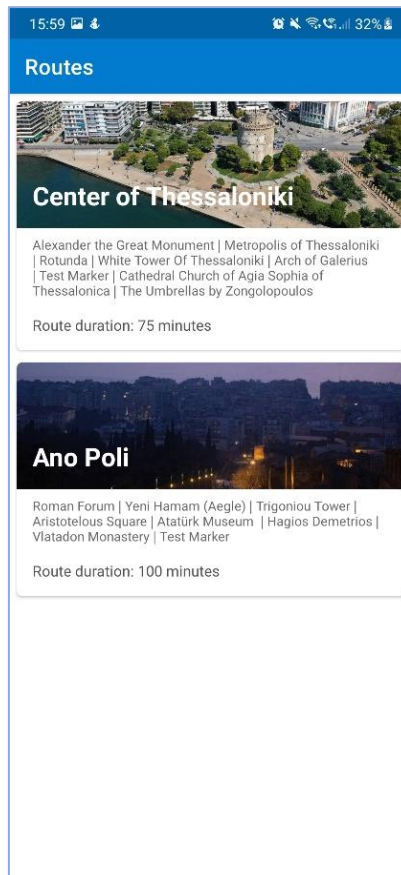 15:59 32%
Routes
Center of Thessaloniki
Alexander the Great Monument | Metropolis of Thessaloniki
| Rotunda | White Tower Of Thessaloniki | Arch of Galerius
| Test Marker | Cathedral Church of Agia Sophia of
Thessalonica | The Umbrellas by Zongolopoulos
Route duration: 75 minutes
Ano Poli
Roman Forum | Yeni Hamam (Aegle) | Trigoniou Tower |
Aristotelous Square | Atatürk Museum | Hagios Demetrios |
Vlatadon Monastery | Test Marker
Route duration: 100 minutes